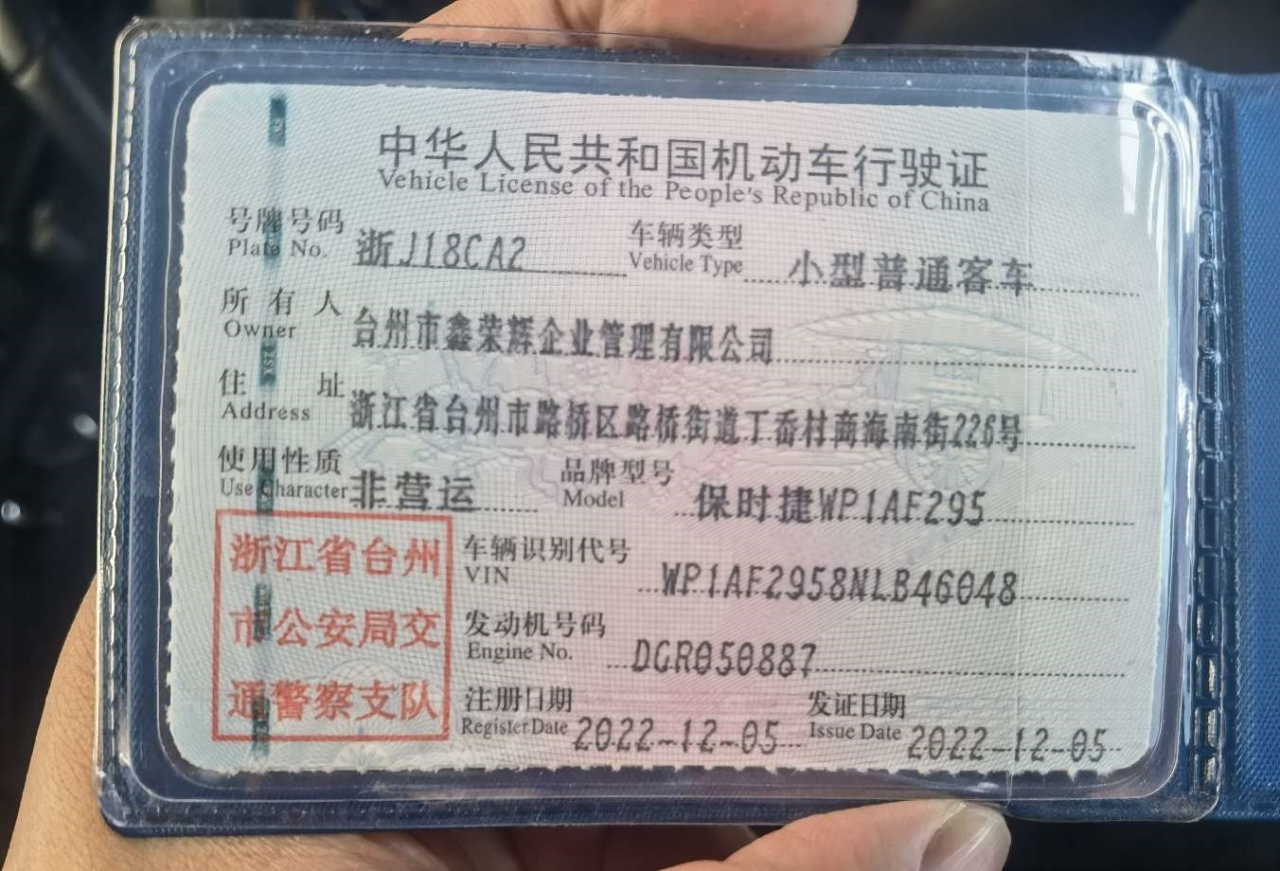 中华人民共和国机动车行驶证
Vehicle License of the People's Republic of China
号牌号码 浙J18CA2 车辆类型 小型普通客车
Plate No. Vehicle Type
所有人 台州市鑫荣辉企业管理有限公司
Owner
住址 浙江省台州市路桥区路桥街道丁岙村商海南街226号
Address
使用性质 非营运 品牌型号 保时捷WP1AF295
Use Character Model
浙江省台州
市公安局交
通警察支队
车辆识别代号
VIN WP1AF2958NLB46048
发动机号码
Engine No. DGR050887
注册日期 发证日期
Register Date 2022-12-05 Issue Date 2022-12-05